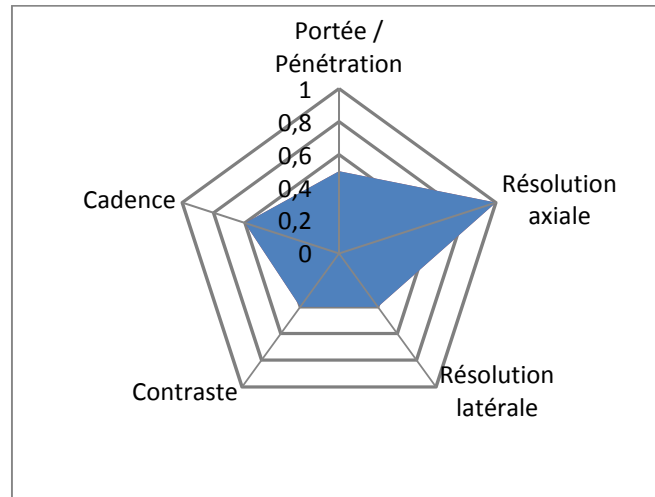 Portée /
Pénétration
1
0,8
0,6
0,4
0,2
0
Résolution
axiale
Résolution
latérale
Contraste
Cadence